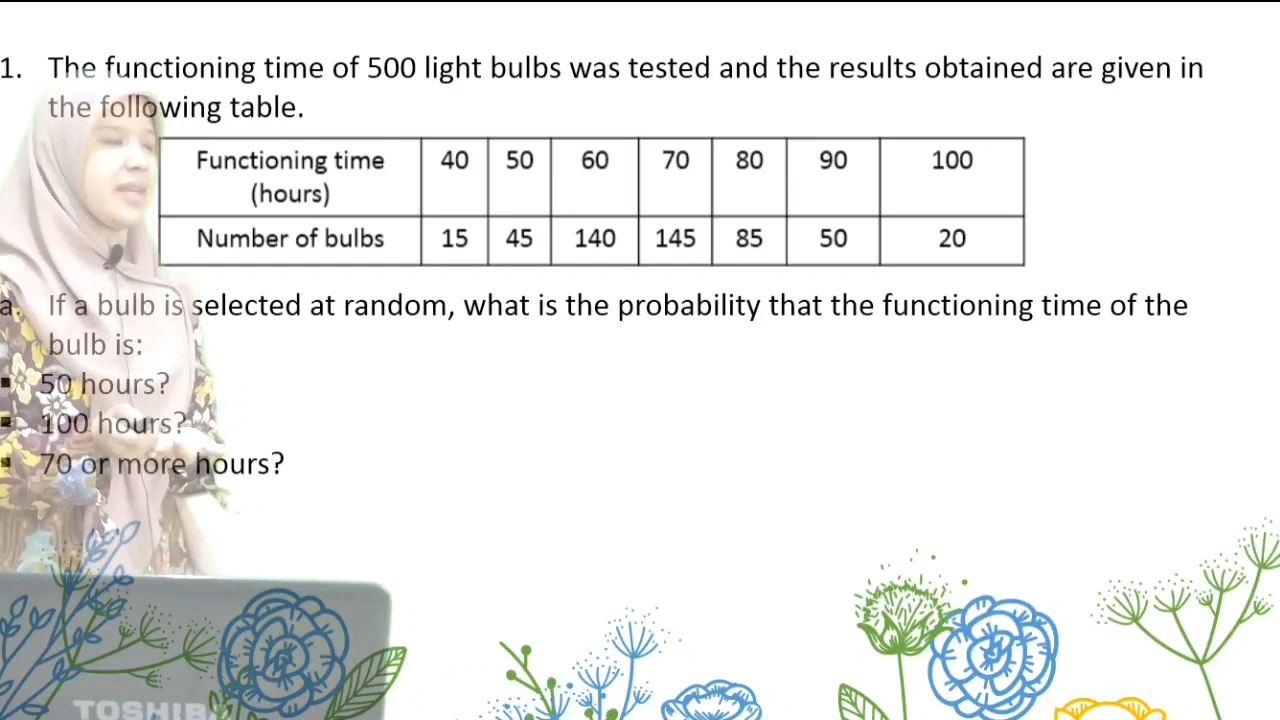 1. The functioning time of 500 light bulbs was tested and the results obtained are given in
the following table.
Functioning time (hours) 40 50 60 70 80 90 100
Number of bulbs 15 45 140 145 85 50 20
a. If a bulb is selected at random, what is the probability that the functioning time of the
bulb is:
▪ 50 hours?
▪ 100 hours?
▪ 70 or more hours?
TOSHIBA